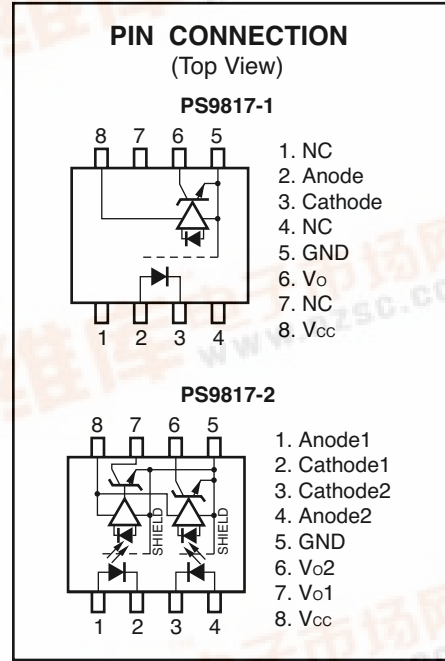 PIN CONNECTION
(Top View)
PS9817-1
8 7 6 5
1. NC
2. Anode
3. Cathode
4. NC
5. GND
6. Vo
7. NC
8. Vcc
1 2 3 4
PS9817-2
8 7 6 5
SHIELD
SHIELD
1. Anode1
2. Cathode1
3. Cathode2
4. Anode2
5. GND
6. Vo2
7. Vo1
8. Vcc
1 2 3 4